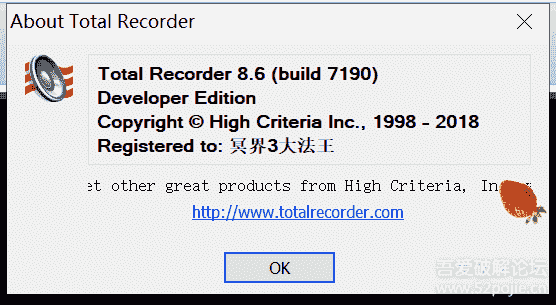 About Total Recorder
Total Recorder 8.6 (build 7190)
Developer Edition
Copyright © High Criteria Inc., 1998 - 2018
Registered to: 冥界3大法王
et other great products from High Criteria, In
http://www.totalrecorder.com
OK
吾爱破解论坛
www.52pojie.cn